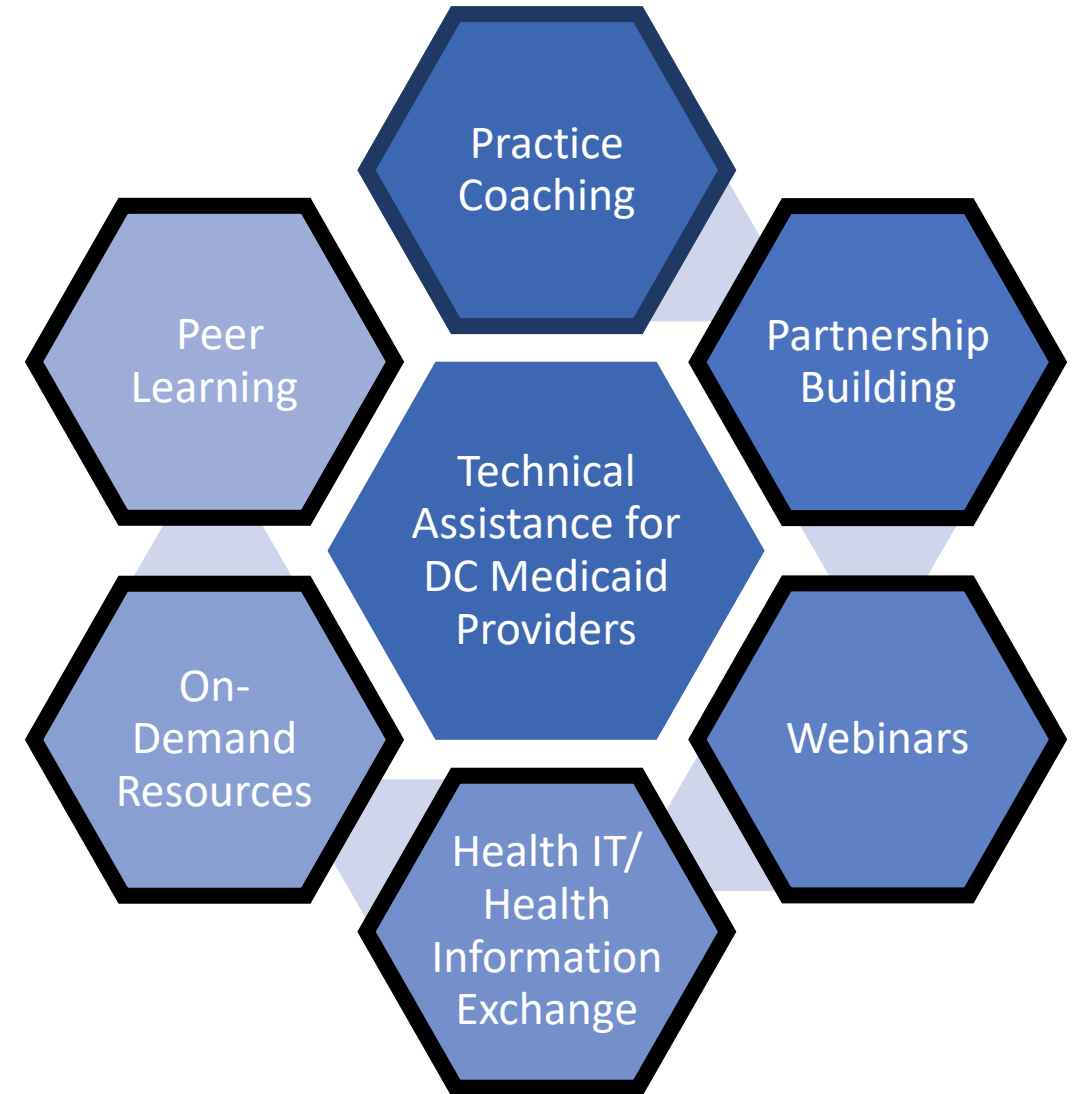 Practice
Coaching
Peer
Learning
Partnership
Building
Technical
Assistance for
DC Medicaid
Providers
On-
Demand
Resources
Webinars
Health IT/
Health
Information
Exchange